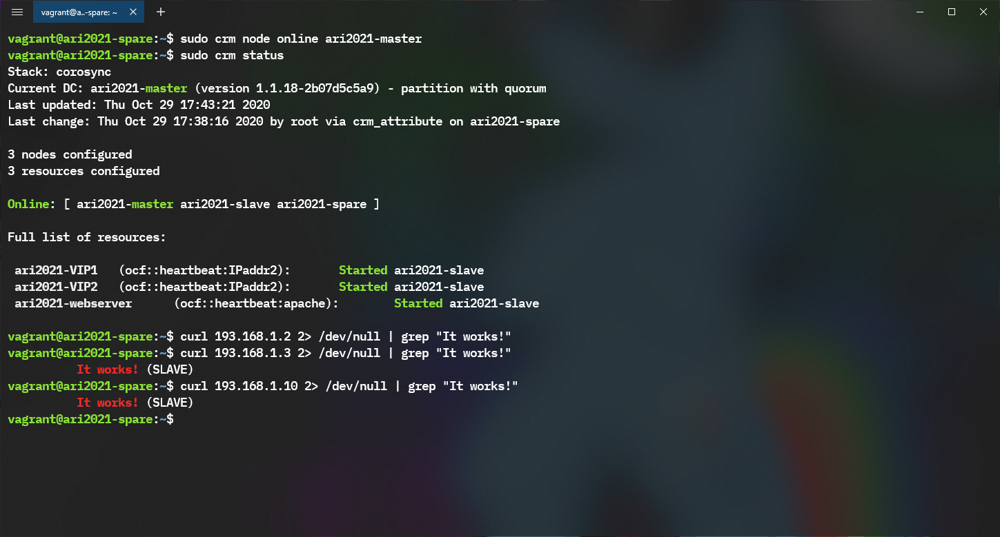 vagrant@a..-spare: ~
vagrant@ari2021-spare:~$ sudo crm node online ari2021-master
vagrant@ari2021-spare:~$ sudo crm status
Stack: corosync
Current DC: ari2021-master (version 1.1.18-2b07d5c5a9) - partition with quorum
Last updated: Thu Oct 29 17:43:21 2020
Last change: Thu Oct 29 17:38:16 2020 by root via crm_attribute on ari2021-spare
3 nodes configured
3 resources configured
Online: [ ari2021-master ari2021-slave ari2021-spare ]
Full list of resources:
ari2021-VIP1 (ocf::heartbeat:IPaddr2): Started ari2021-slave
ari2021-VIP2 (ocf::heartbeat:IPaddr2): Started ari2021-slave
ari2021-webserver (ocf::heartbeat:apache): Started ari2021-slave
vagrant@ari2021-spare:~$ curl 193.168.1.2 2> /dev/null | grep "It works!"
vagrant@ari2021-spare:~$ curl 193.168.1.3 2> /dev/null | grep "It works!"
It works! (SLAVE)
vagrant@ari2021-spare:~$ curl 193.168.1.10 2> /dev/null | grep "It works!"
It works! (SLAVE)
vagrant@ari2021-spare:~$